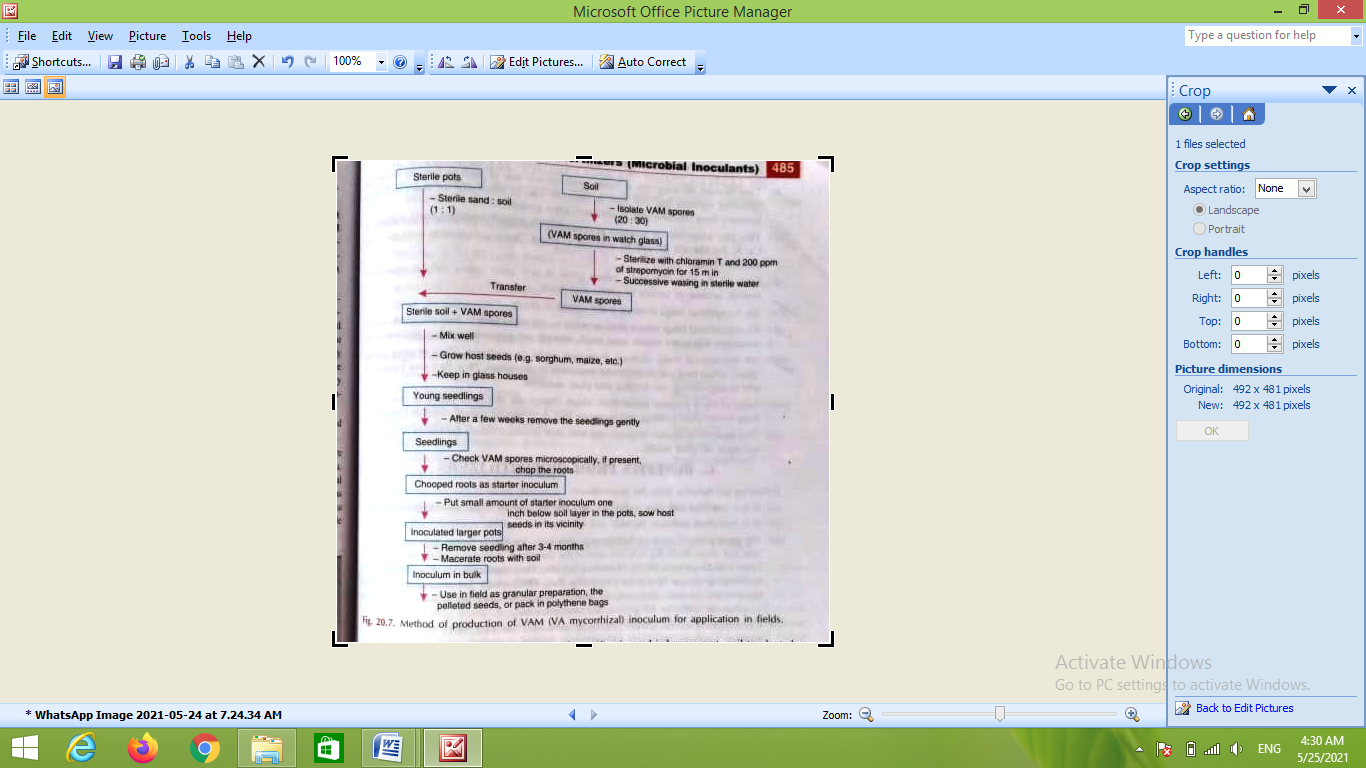 Microsoft Office Picture Manager
File Edit View Picture Tools Help
Type a question for help
Shortcuts...
100%
Edit Pictures...
Auto Correct
Crop
1 files selected
Crop settings
Aspect ratio: None
Landscape
Portrait
Crop handles
Left: 0 pixels
Right: 0 pixels
Top: 0 pixels
Bottom: 0 pixels
Picture dimensions
Original: 492 x 481 pixels
New: 492 x 481 pixels
OK
Back to Edit Pictures
(Microbial Inoculants) 485
Sterile pots
– Sterile sand : soil
(1 : 1)
Soil
– Isolate VAM spores
(20 : 30)
(VAM spores in watch glass)
– Sterilize with chloramin T and 200 ppm
of strepomycin for 15 m in
– Successive wasing in sterile water
VAM spores
Transfer
Sterile soil + VAM spores
– Mix well
– Grow host seeds (e.g. sorghum, maize, etc.)
–Keep in glass houses
Young seedlings
– After a few weeks remove the seedlings gently
Seedlings
– Check VAM spores microscopically, if present,
chop the roots
Chooped roots as starter inoculum
– Put small amount of starter inoculum one
inch below soil layer in the pots, sow host
seeds in its vicinity
Inoculated larger pots
– Remove seedling after 3-4 months
– Macerate roots with soil
Inoculum in bulk
– Use in field as granular preparation, the
pelleted seeds, or pack in polythene bags
Fig. 20.7. Method of production of VAM (VA mycorrhizal) inoculum for application in fields.
Activate Windows
Go to PC settings to activate Windows.
* WhatsApp Image 2021-05-24 at 7.24.34 AM
Zoom:
ENG
4:30 AM
5/25/2021